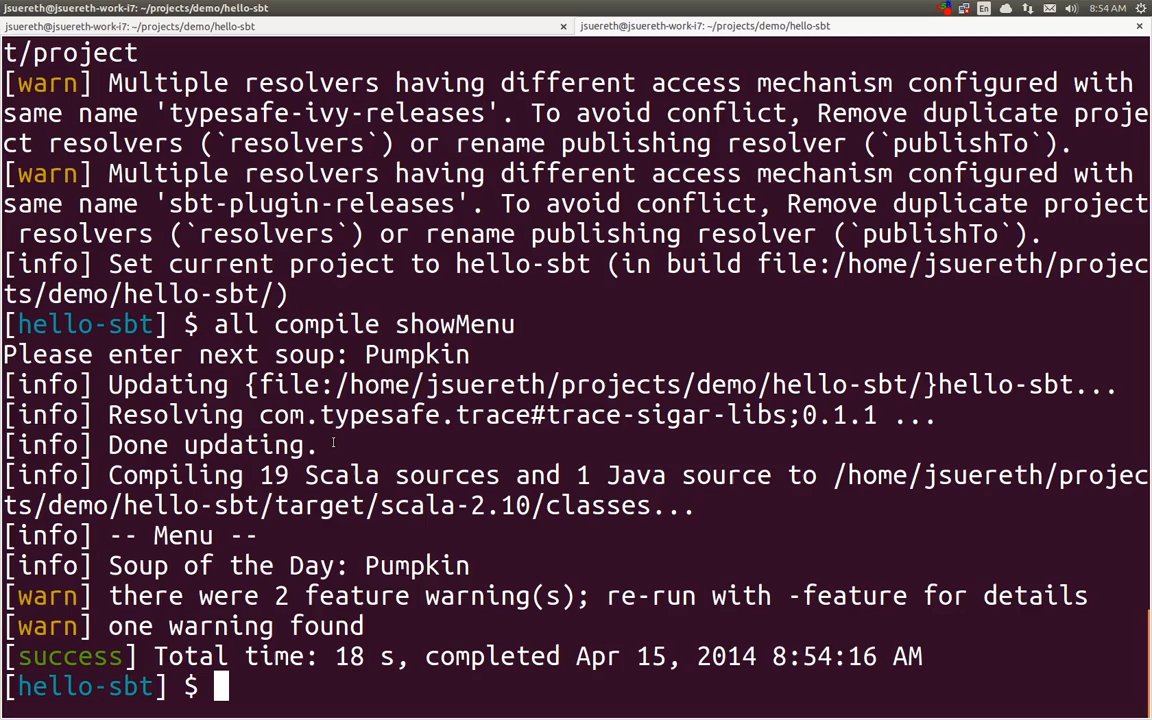 jsuereth@jsuereth-work-i7: ~/projects/demo/hello-sbt
En
8:54 AM
jsuereth@jsuereth-work-i7: ~/projects/demo/hello-sbt × jsuereth@jsuereth-work-i7: ~/projects/demo/hello-sbt ×
t/project
[warn] Multiple resolvers having different access mechanism configured with
same name 'typesafe-ivy-releases'. To avoid conflict, Remove duplicate proje
ct resolvers (`resolvers`) or rename publishing resolver (`publishTo`).
[warn] Multiple resolvers having different access mechanism configured with
same name 'sbt-plugin-releases'. To avoid conflict, Remove duplicate project
 resolvers (`resolvers`) or rename publishing resolver (`publishTo`).
[info] Set current project to hello-sbt (in build file:/home/jsuereth/projec
ts/demo/hello-sbt/)
[hello-sbt] $ all compile showMenu
Please enter next soup: Pumpkin
[info] Updating {file:/home/jsuereth/projects/demo/hello-sbt/}hello-sbt...
[info] Resolving com.typesafe.trace#trace-sigar-libs;0.1.1 ...
[info] Done updating.
[info] Compiling 19 Scala sources and 1 Java source to /home/jsuereth/projec
ts/demo/hello-sbt/target/scala-2.10/classes...
[info] -- Menu --
[info] Soup of the Day: Pumpkin
[warn] there were 2 feature warning(s); re-run with -feature for details
[warn] one warning found
[success] Total time: 18 s, completed Apr 15, 2014 8:54:16 AM
[hello-sbt] $